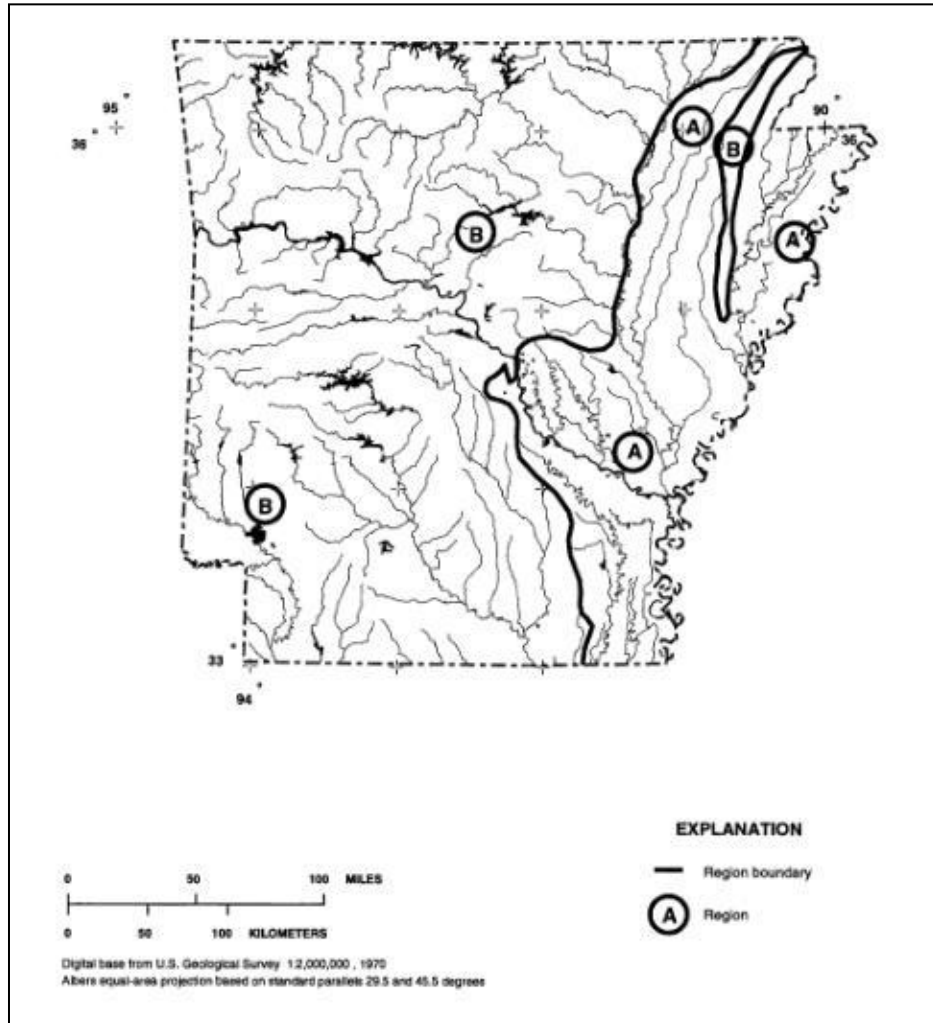 95°
36°
90°
36
A
B
B
A
A
B
33°
94°
EXPLANATION
Region boundary
A Region
0 50 100 MILES
0 50 100 KILOMETERS
Digital base from U.S. Geological Survey 1:2,000,000 , 1970
Albers equal-area projection based on standard parallels 29.5 and 45.5 degrees